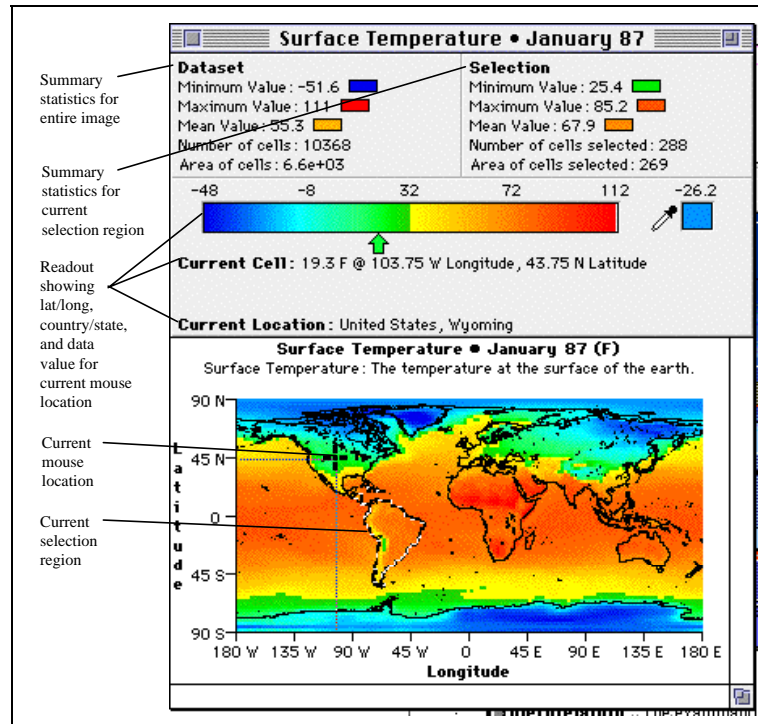 Surface Temperature • January 87
Summary
statistics for
entire image
Summary
statistics for
current
selection region
Readout
showing
lat/long,
country/state,
and data
value for
current mouse
location
Current
mouse
location
Current
selection
region
Dataset
Minimum Value: -51.6
Maximum Value: 111
Mean Value: 55.3
Number of cells: 10368
Area of cells: 6.6e+03
Selection
Minimum Value: 25.4
Maximum Value: 85.2
Mean Value: 67.9
Number of cells selected: 288
Area of cells selected: 269
-48 -8 32 72 112 -26.2
Current Cell: 19.3 F @ 103.75 W Longitude, 43.75 N Latitude
Current Location: United States, Wyoming
Surface Temperature • January 87 (F)
Surface Temperature: The temperature at the surface of the earth.
Latitude
90 N
45 N
0
45 S
90 S
180 W 135 W 90 W 45 W 0 45 E 90 E 135 E 180 E
Longitude